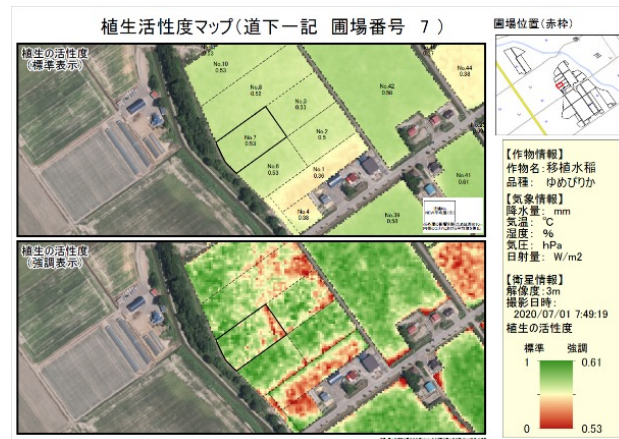 植生活性度マップ(道下一記 圃場番号 7)
圃場位置(赤枠)
植生の活性度
(標準表示)
No.10
0.53
No.8
0.52
No.3
0.53
No.7
0.53
No.2
0.5
No.6
0.53
No.1
0.36
No.4
0.38
No.42
0.56
No.44
0.38
No.41
0.61
No.39
植生の活性度
(強調表示)
【作物情報】
作物名:移植水稲
品種: ゆめぴりか
【気象情報】
降水量: mm
気温: ℃
湿度: %
気圧: hPa
日射量: W/m2
【衛星情報】
解像度:3m
撮影日時:
2020/07/01 7:49:19
植生の活性度
標準 強調
1 0.61
0 0.53